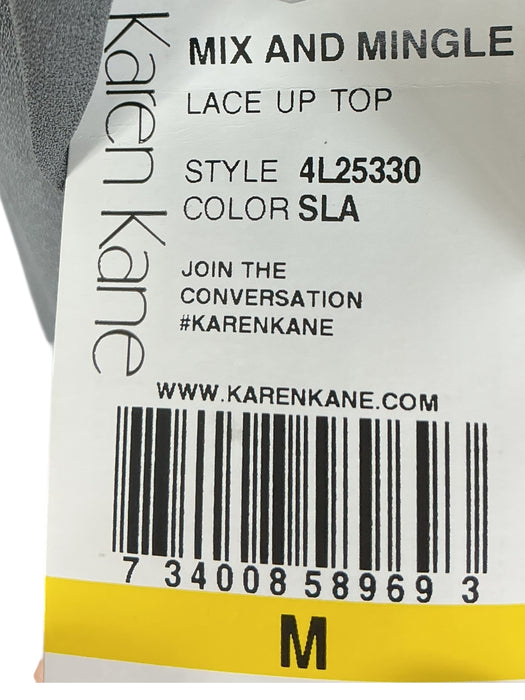 Karen Kane
MIX AND MINGLE
LACE UP TOP
STYLE 4L25330
COLOR SLA
JOIN THE
CONVERSATION
#KARENKANE
WWW.KARENKANE.COM
7 34008 58969 3
M